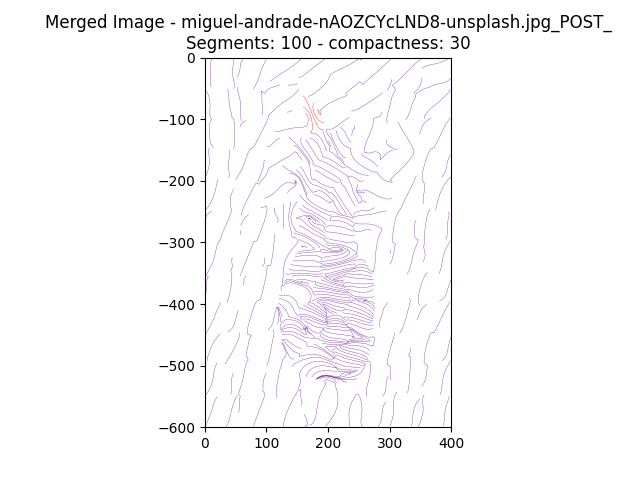 Merged Image - miguel-andrade-nAOZCYcLND8-unsplash.jpg_POST_
Segments: 100 - compactness: 30
0
−100
−200
−300
−400
−500
−600
0 100 200 300 400